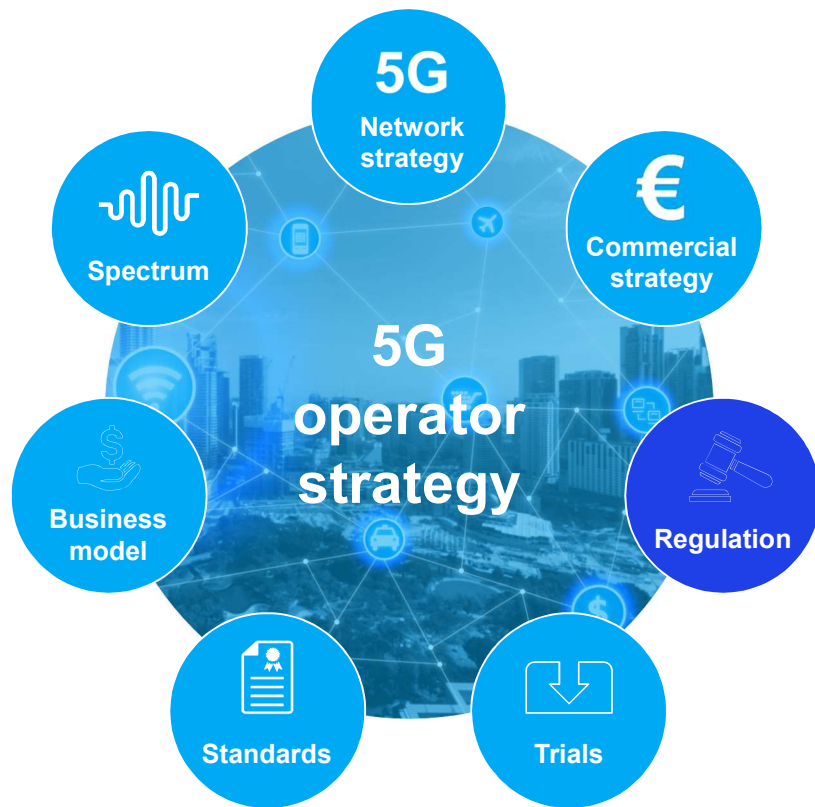 5G
Network
strategy
€
Commercial
strategy
Spectrum
5G
operator
strategy
$
Business
model
Regulation
$
Standards
Trials